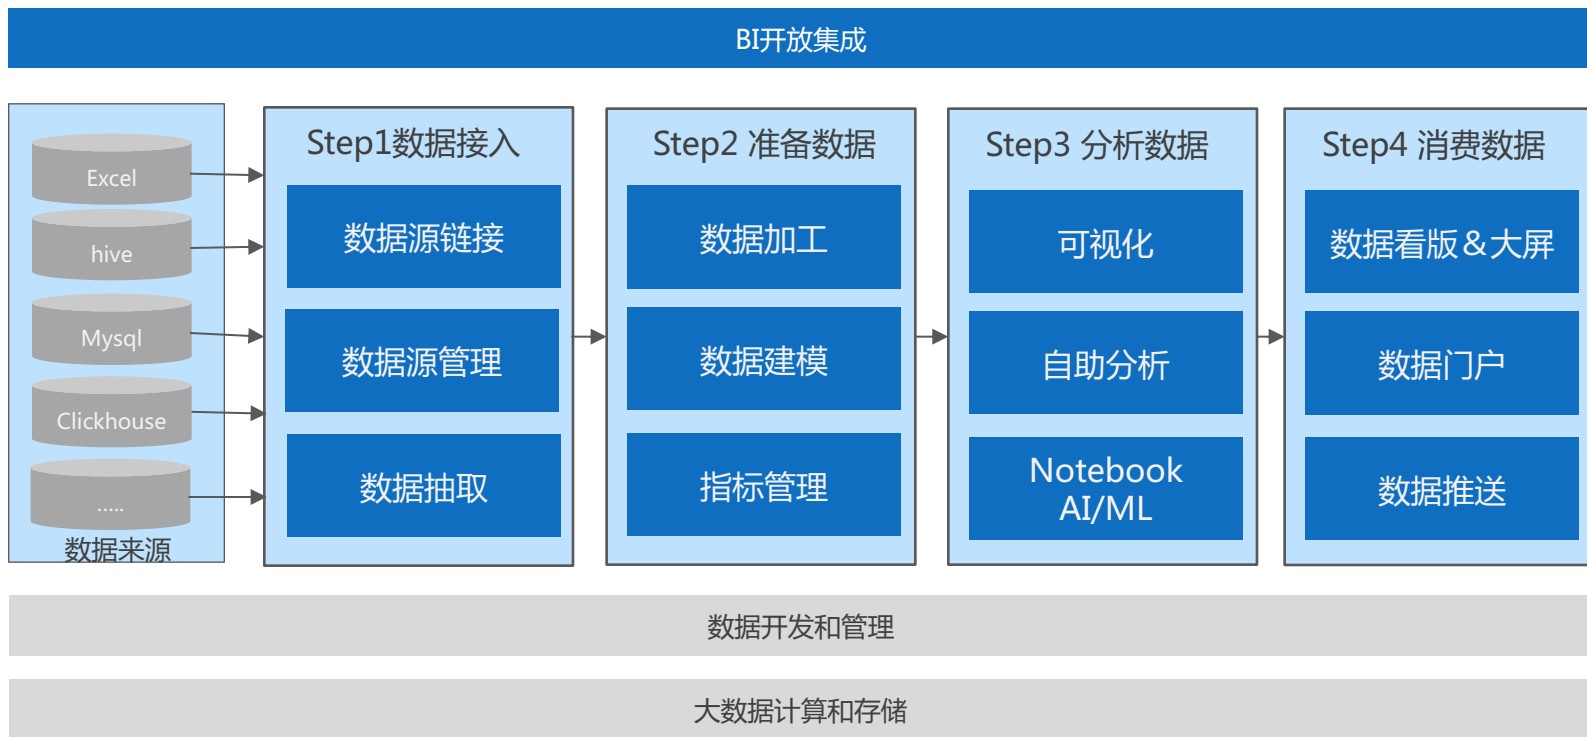 BI开放集成
Excel
hive
Mysql
Clickhouse
.....
数据来源
Step1数据接入
数据源链接
数据源管理
数据抽取
Step2 准备数据
数据加工
数据建模
指标管理
Step3 分析数据
可视化
自助分析
Notebook
AI/ML
Step4 消费数据
数据看版＆大屏
数据门户
数据推送
数据开发和管理
大数据计算和存储